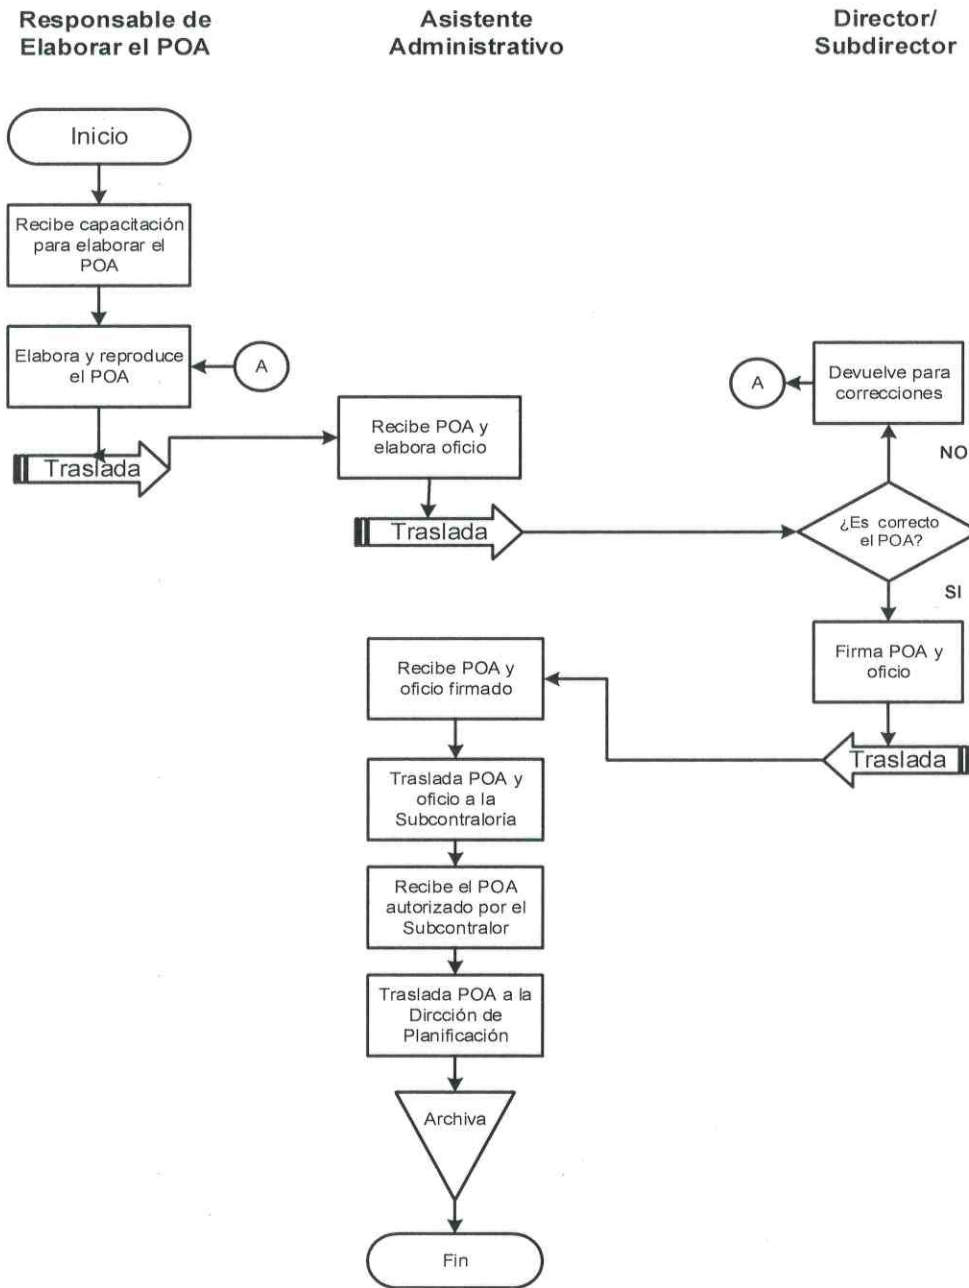 Responsable de
Elaborar el POA
Asistente
Administrativo
Director/
Subdirector
Inicio
Recibe capacitación
para elaborar el
POA
Elabora y reproduce
el POA
A
Traslada
Recibe POA y
elabora oficio
Traslada
A
Devuelve para
correcciones
NO
¿Es correcto
el POA?
SI
Firma POA y
oficio
Traslada
Recibe POA y
oficio firmado
Traslada POA y
oficio a la
Subcontraloría
Recibe el POA
autorizado por el
Subcontralor
Traslada POA a la
Dircción de
Planificación
Archiva
Fin